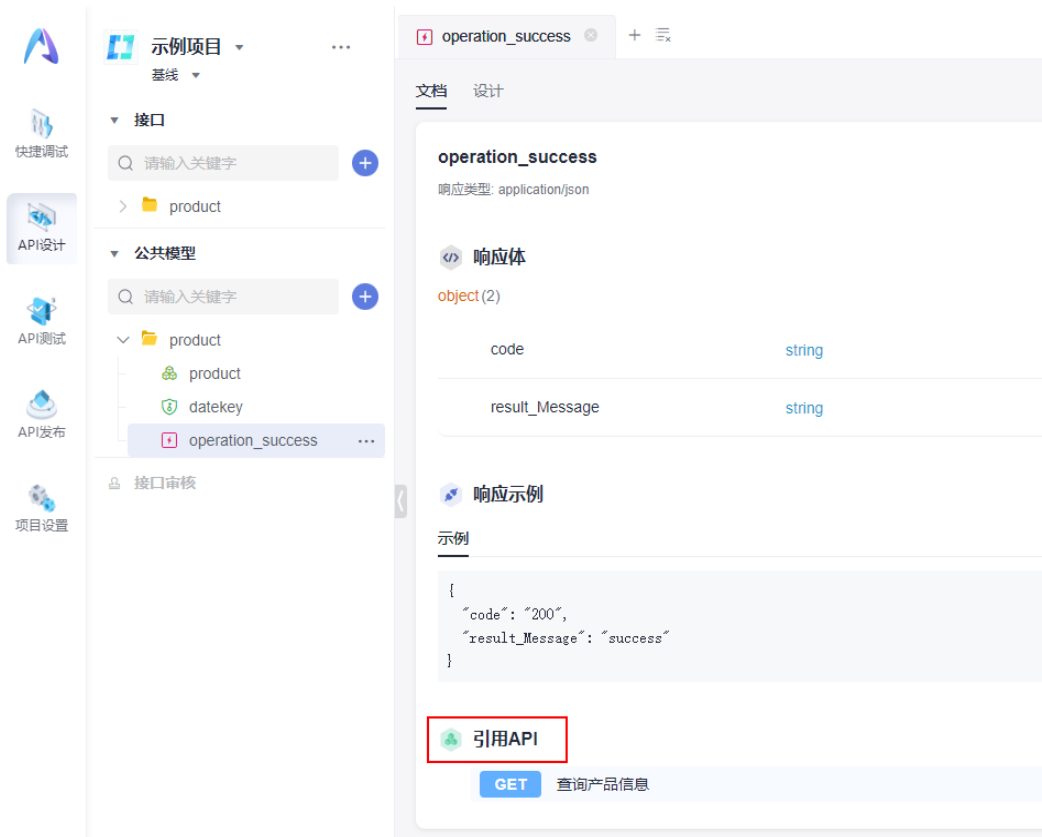 快捷调试
API设计
API测试
API发布
项目设置
示例项目
基线
接口
请输入关键字
product
公共模型
请输入关键字
product
product
datekey
operation_success
接口审核
operation_success
文档 设计
operation_success
响应类型: application/json
响应体
object(2)
code string
result_Message string
响应示例
示例
{
"code": "200",
"result_Message": "success"
}
引用API
GET 查询产品信息